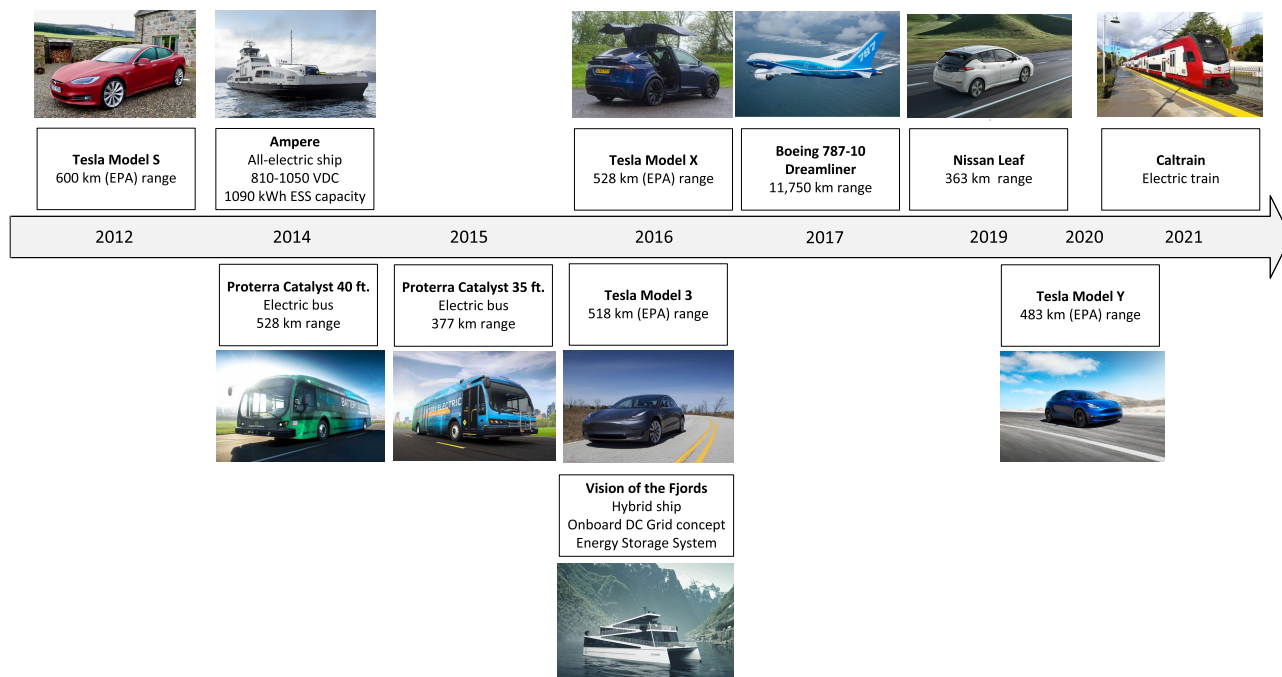 787
Tesla Model S
600 km (EPA) range
Ampere
All-electric ship
810-1050 VDC
1090 kWh ESS capacity
Tesla Model X
528 km (EPA) range
Boeing 787-10
Dreamliner
11,750 km range
Nissan Leaf
363 km range
Caltrain
Electric train
2012
2014
2015
2016
2017
2019
2020
2021
Proterra Catalyst 40 ft.
Electric bus
528 km range
Proterra Catalyst 35 ft.
Electric bus
377 km range
Tesla Model 3
518 km (EPA) range
Tesla Model Y
483 km (EPA) range
Vision of the Fjords
Hybrid ship
Onboard DC Grid concept
Energy Storage System